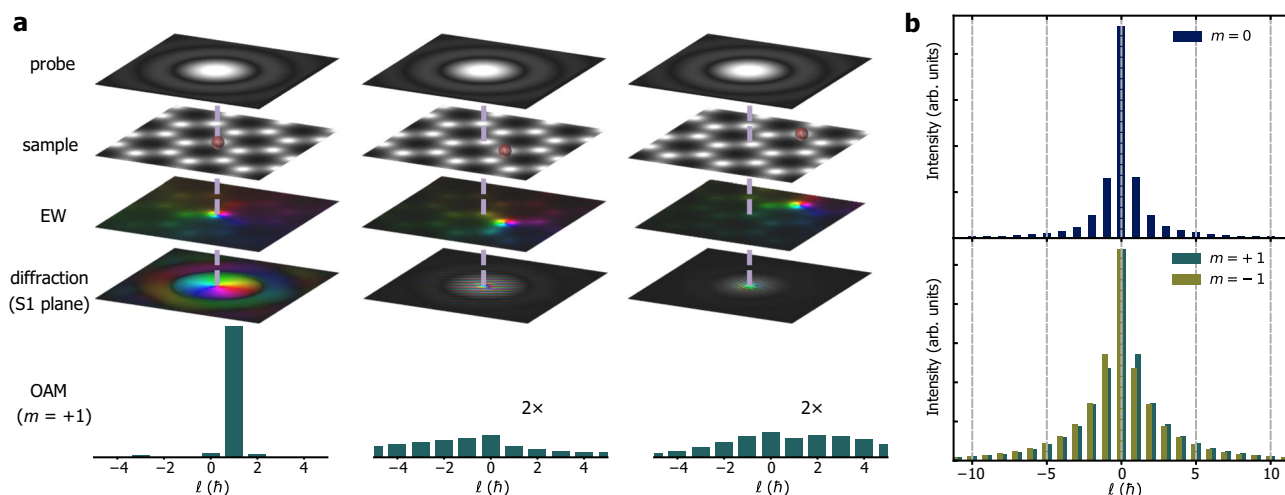 a
probe
sample
EW
diffraction
(S1 plane)
OAM
(m = +1)
2×
2×
−4 −2 0 2 4
−4 −2 0 2 4
−4 −2 0 2 4
ℓ (ħ)
ℓ (ħ)
ℓ (ħ)
b
Intensity (arb. units)
m = 0
Intensity (arb. units)
m = +1
m = −1
−10 −5 0 5 10
ℓ (ħ)